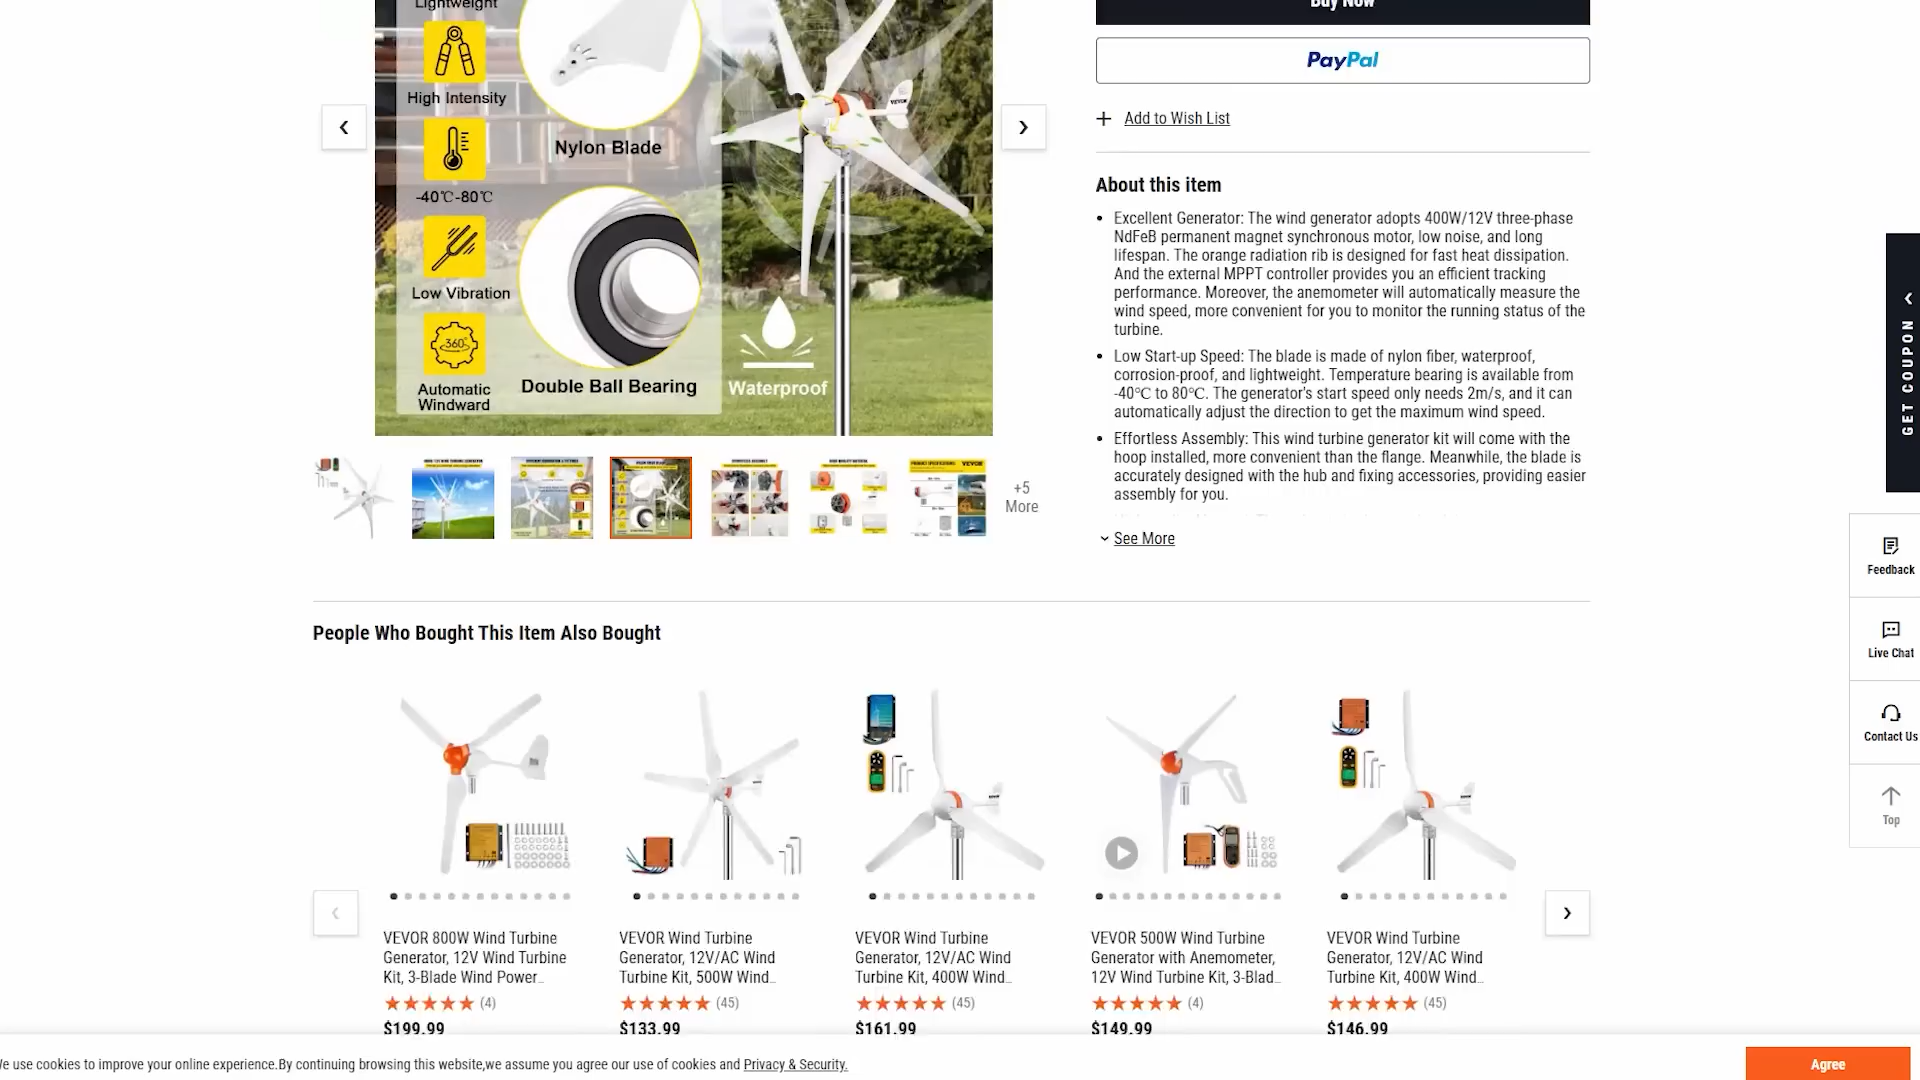 Lightweight
High Intensity
-40℃-80℃
Low Vibration
360°
Automatic
Windward
Nylon Blade
Double Ball Bearing
VEVOR
Waterproof
+5
More
Buy Now
PayPal
Add to Wish List
About this item
Excellent Generator: The wind generator adopts 400W/12V three-phase
NdFeB permanent magnet synchronous motor, low noise, and long
lifespan. The orange radiation rib is designed for fast heat dissipation.
And the external MPPT controller provides you an efficient tracking
performance. Moreover, the anemometer will automatically measure the
wind speed, more convenient for you to monitor the running status of the
turbine.
Low Start-up Speed: The blade is made of nylon fiber, waterproof,
corrosion-proof, and lightweight. Temperature bearing is available from
-40℃ to 80℃. The generator's start speed only needs 2m/s, and it can
automatically adjust the direction to get the maximum wind speed.
Effortless Assembly: This wind turbine generator kit will come with the
hoop installed, more convenient than the flange. Meanwhile, the blade is
accurately designed with the hub and fixing accessories, providing easier
assembly for you.
See More
GET COUPON
Feedback
Live Chat
Contact Us
Top
People Who Bought This Item Also Bought
VEVOR 800W Wind Turbine
Generator, 12V Wind Turbine
Kit, 3-Blade Wind Power...
(4)
$199.99
VEVOR Wind Turbine
Generator, 12V/AC Wind
Turbine Kit, 500W Wind...
(45)
$133.99
VEVOR Wind Turbine
Generator, 12V/AC Wind
Turbine Kit, 400W Wind...
(45)
$161.99
VEVOR 500W Wind Turbine
Generator with Anemometer,
12V Wind Turbine Kit, 3-Blad...
(4)
$149.99
VEVOR Wind Turbine
Generator, 12V/AC Wind
Turbine Kit, 400W Wind...
(45)
$146.99
We use cookies to improve your online experience.By continuing browsing this website,we assume you agree our use of cookies and Privacy & Security.
Agree